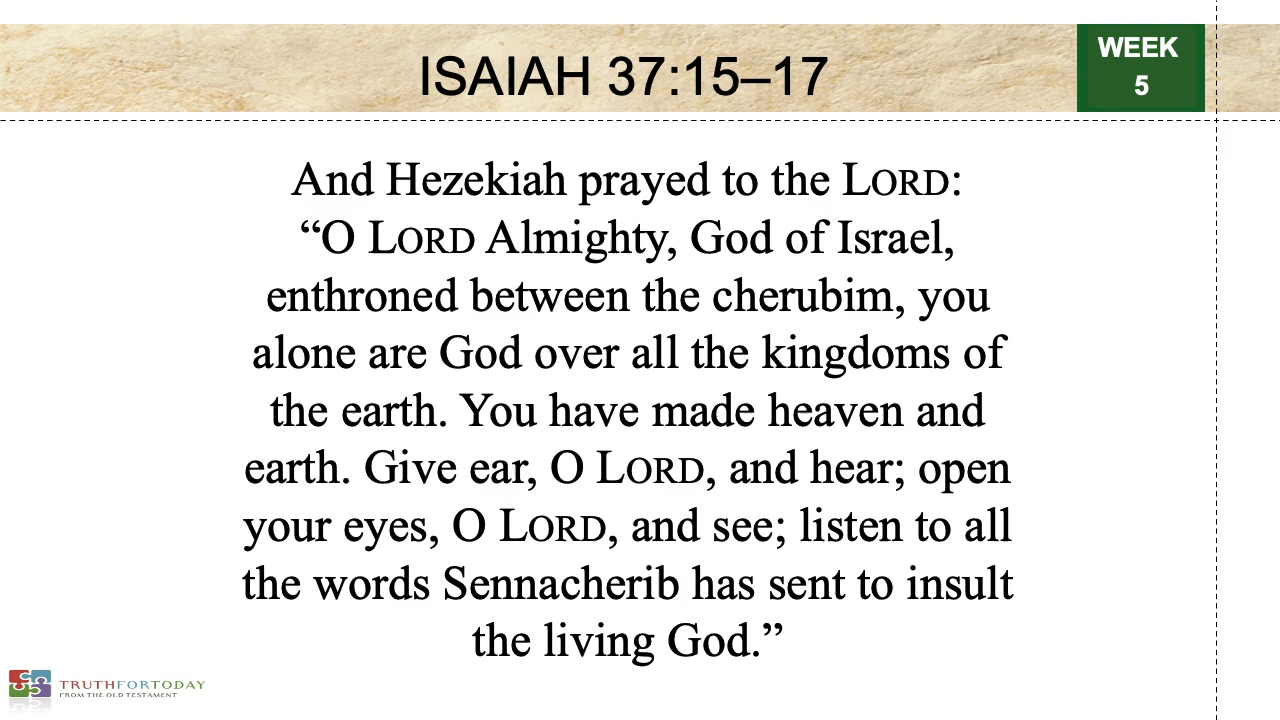 ISAIAH 37:15–17
WEEK
5
And Hezekiah prayed to the LORD:
“O LORD Almighty, God of Israel,
enthroned between the cherubim, you
alone are God over all the kingdoms of
the earth. You have made heaven and
earth. Give ear, O LORD, and hear; open
your eyes, O LORD, and see; listen to all
the words Sennacherib has sent to insult
the living God.”
TRUTHFORTODAY
FROM THE OLD TESTAMENT